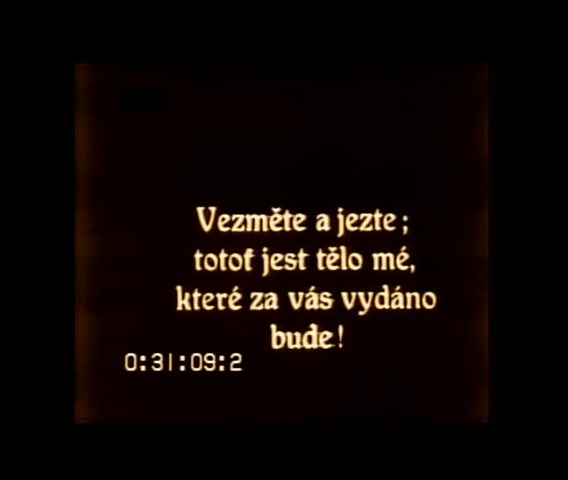 Vezměte a jezte;
totoť jest tělo mé,
které za vás vydáno
bude!
0:31:09:2